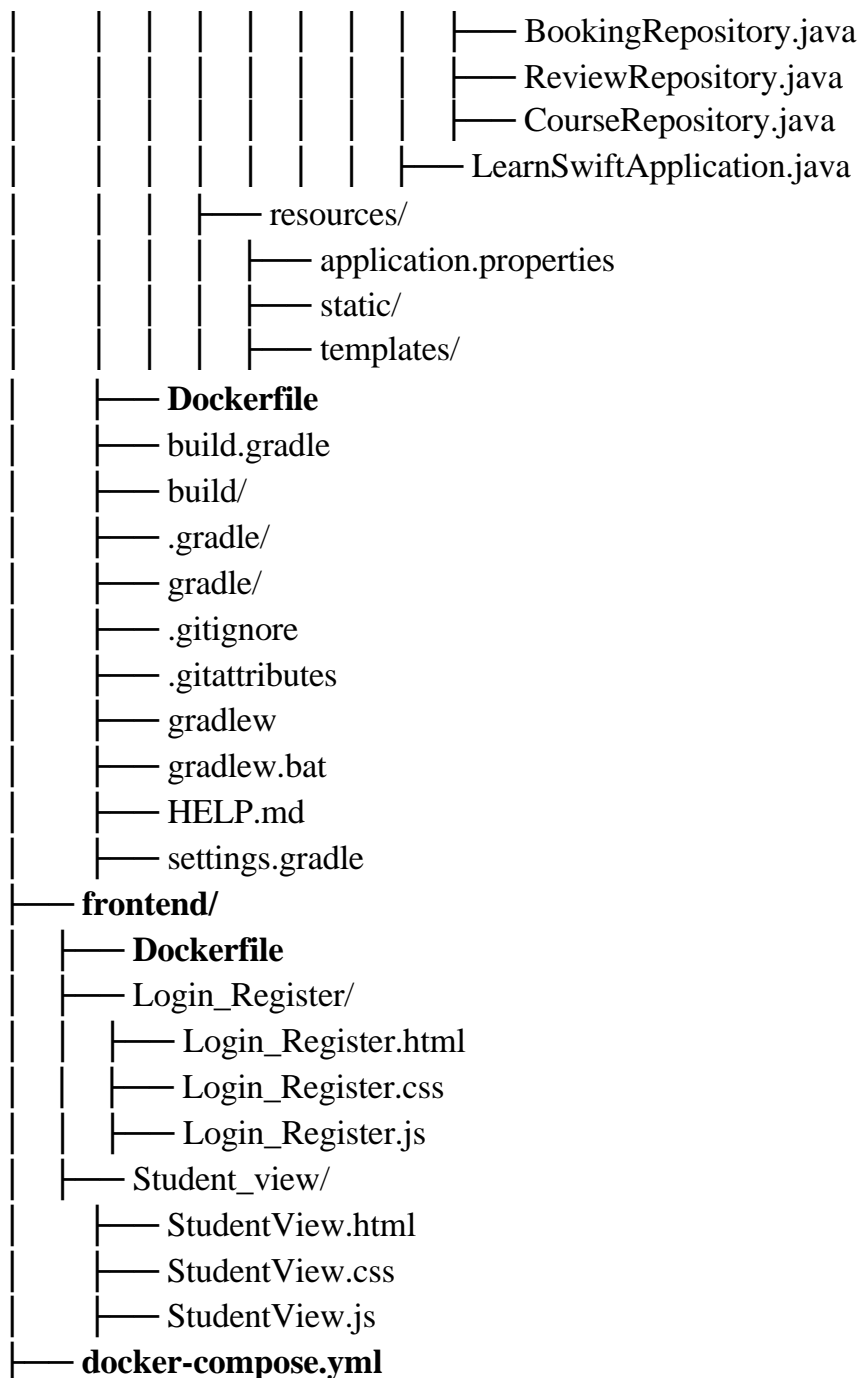 BookingRepository.java
ReviewRepository.java
CourseRepository.java
LearnSwiftApplication.java
resources/
application.properties
static/
templates/
Dockerfile
build.gradle
build/
.gradle/
gradle/
.gitignore
.gitattributes
gradlew
gradlew.bat
HELP.md
settings.gradle
frontend/
Dockerfile
Login_Register/
Login_Register.html
Login_Register.css
Login_Register.js
Student_view/
StudentView.html
StudentView.css
StudentView.js
docker-compose.yml